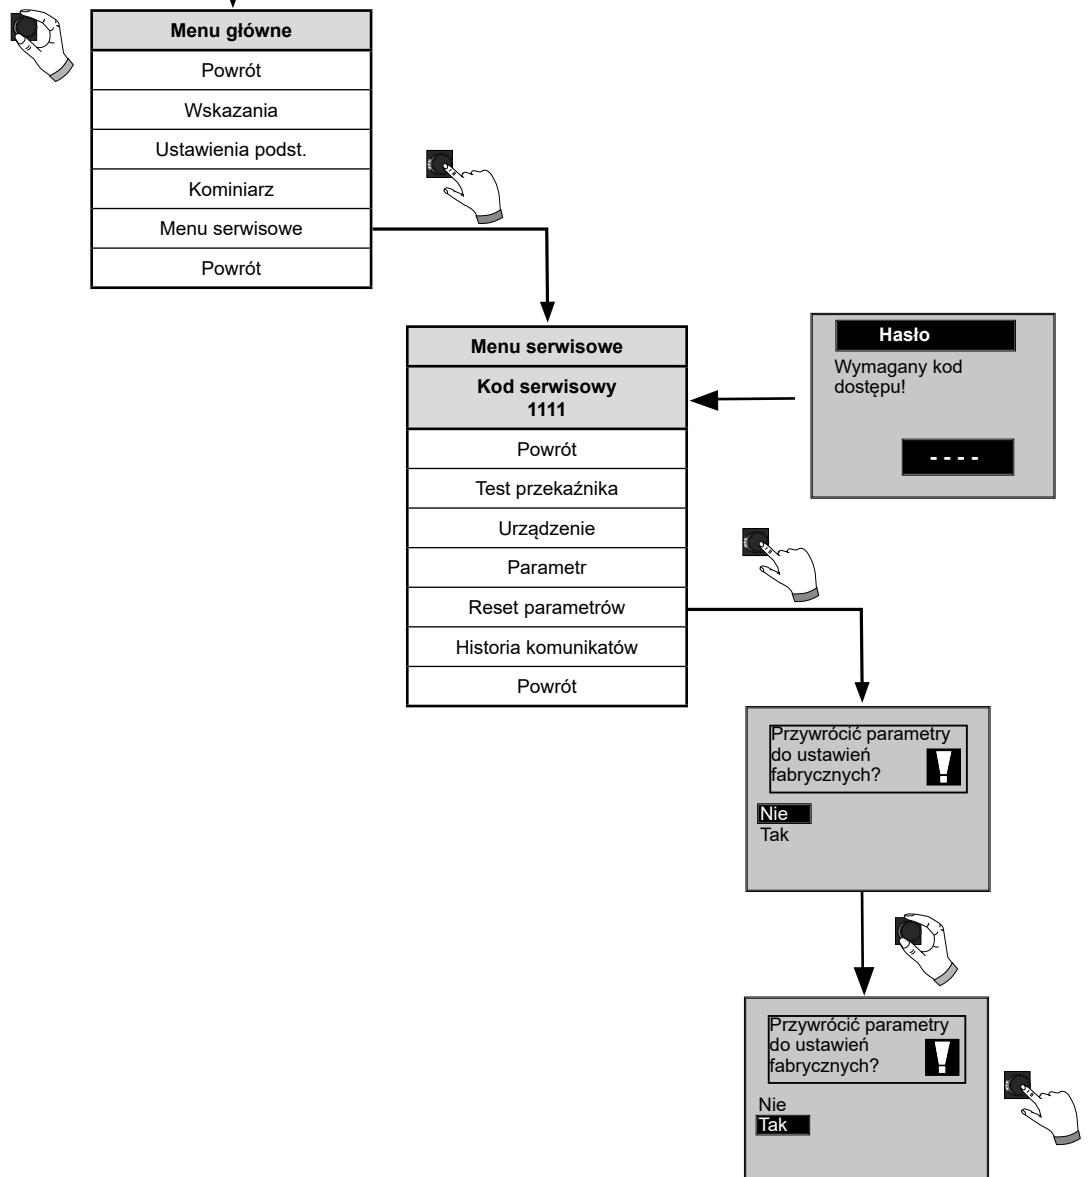 Menu główne
Powrót
Wskazania
Ustawienia podst.
Kominiarz
Menu serwisowe
Powrót
Menu serwisowe
Kod serwisowy
1111
Powrót
Test przekaźnika
Urządzenie
Parametr
Reset parametrów
Historia komunikatów
Powrót
Hasło
Wymagany kod
dostępu!
- - - -
Przywrócić parametry
do ustawień
fabrycznych?
Nie
Tak
Przywrócić parametry
do ustawień
fabrycznych?
Nie
Tak